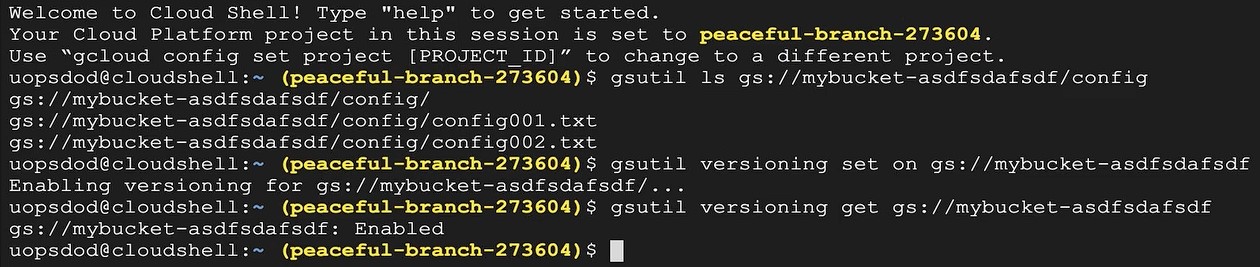 Welcome to Cloud Shell! Type "help" to get started.
Your Cloud Platform project in this session is set to peaceful-branch-273604.
Use “gcloud config set project [PROJECT_ID]” to change to a different project.
uopsdod@cloudshell:~ (peaceful-branch-273604)$ gsutil ls gs://mybucket-asdfsdafsdf/config
gs://mybucket-asdfsdafsdf/config/
gs://mybucket-asdfsdafsdf/config/config001.txt
gs://mybucket-asdfsdafsdf/config/config002.txt
uopsdod@cloudshell:~ (peaceful-branch-273604)$ gsutil versioning set on gs://mybucket-asdfsdafsdf
Enabling versioning for gs://mybucket-asdfsdafsdf/...
uopsdod@cloudshell:~ (peaceful-branch-273604)$ gsutil versioning get gs://mybucket-asdfsdafsdf
gs://mybucket-asdfsdafsdf: Enabled
uopsdod@cloudshell:~ (peaceful-branch-273604)$